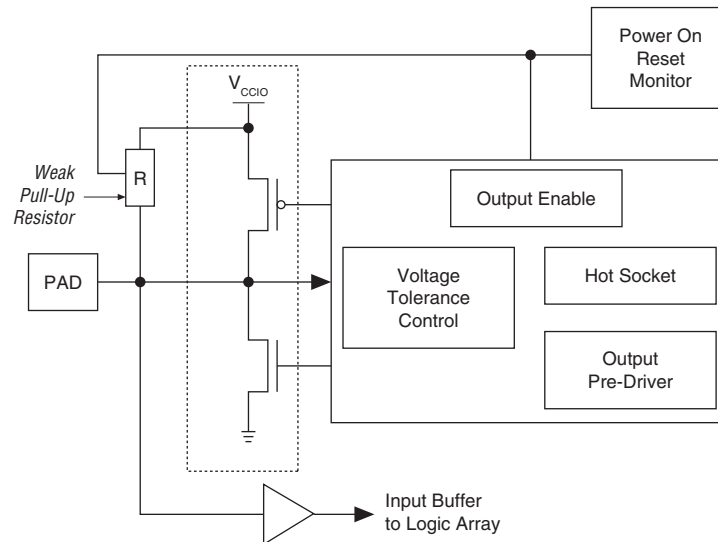 Power On
Reset
Monitor
V_CCIO
Weak
Pull-Up
Resistor
R
Output Enable
PAD
Voltage
Tolerance
Control
Hot Socket
Output
Pre-Driver
Input Buffer
to Logic Array